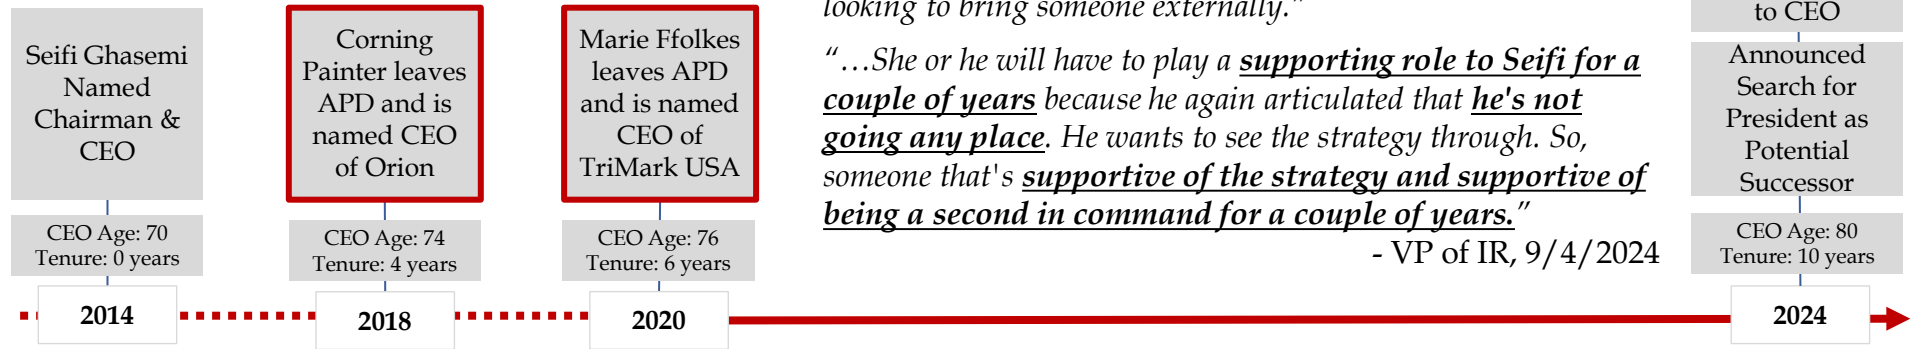 Seifi Ghasemi
Named
Chairman &
CEO
CEO Age: 70
Tenure: 0 years
2014
Corning
Painter leaves
APD and is
named CEO
of Orion
CEO Age: 74
Tenure: 4 years
2018
Marie Ffolkes
leaves APD
and is named
CEO of
TriMark USA
CEO Age: 76
Tenure: 6 years
2020
looking to bring someone externally."
"…She or he will have to play a supporting role to Seifi for a
couple of years because he again articulated that he's not
going any place. He wants to see the strategy through. So,
someone that's supportive of the strategy and supportive of
being a second in command for a couple of years."
- VP of IR, 9/4/2024
to CEO
Announced
Search for
President as
Potential
Successor
CEO Age: 80
Tenure: 10 years
2024